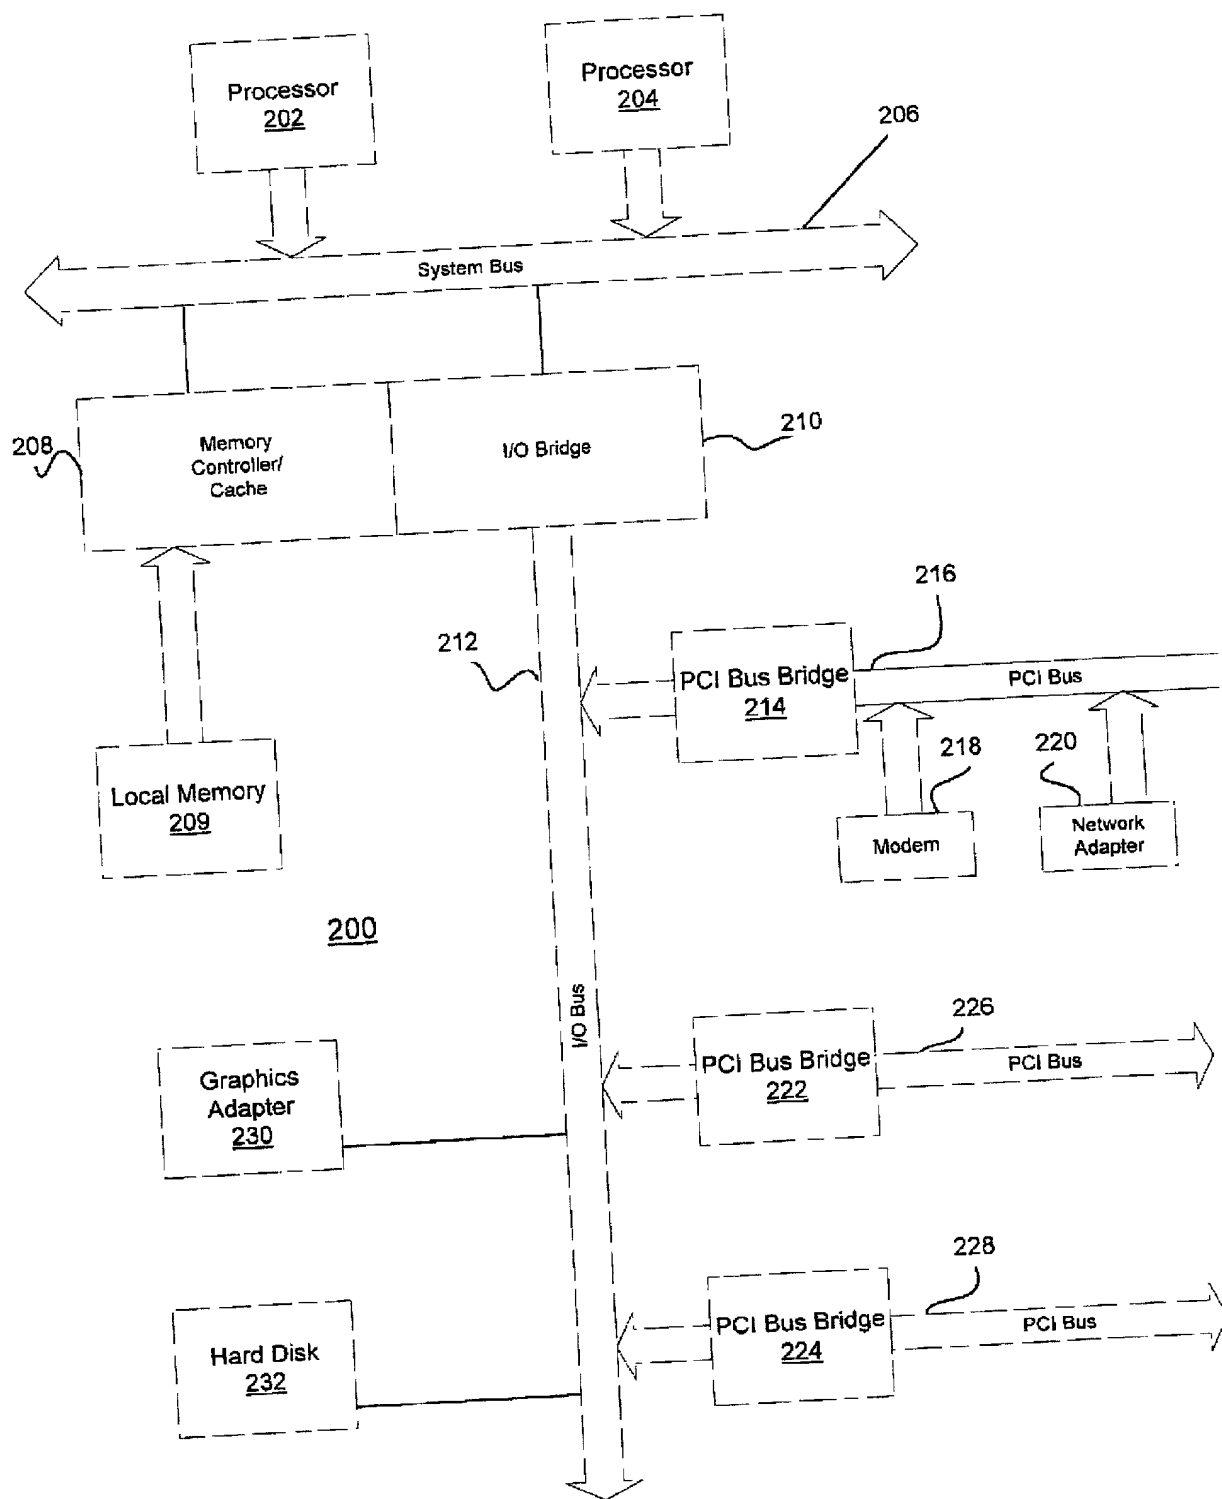 Processor
202
Processor
204
206
System Bus
208
Memory
Controller/
Cache
I/O Bridge
210
212
216
PCI Bus Bridge
214
PCI Bus
218
220
Local Memory
209
Modem
Network
Adapter
200
I/O Bus
226
PCI Bus Bridge
222
PCI Bus
Graphics
Adapter
230
228
PCI Bus Bridge
224
PCI Bus
Hard Disk
232